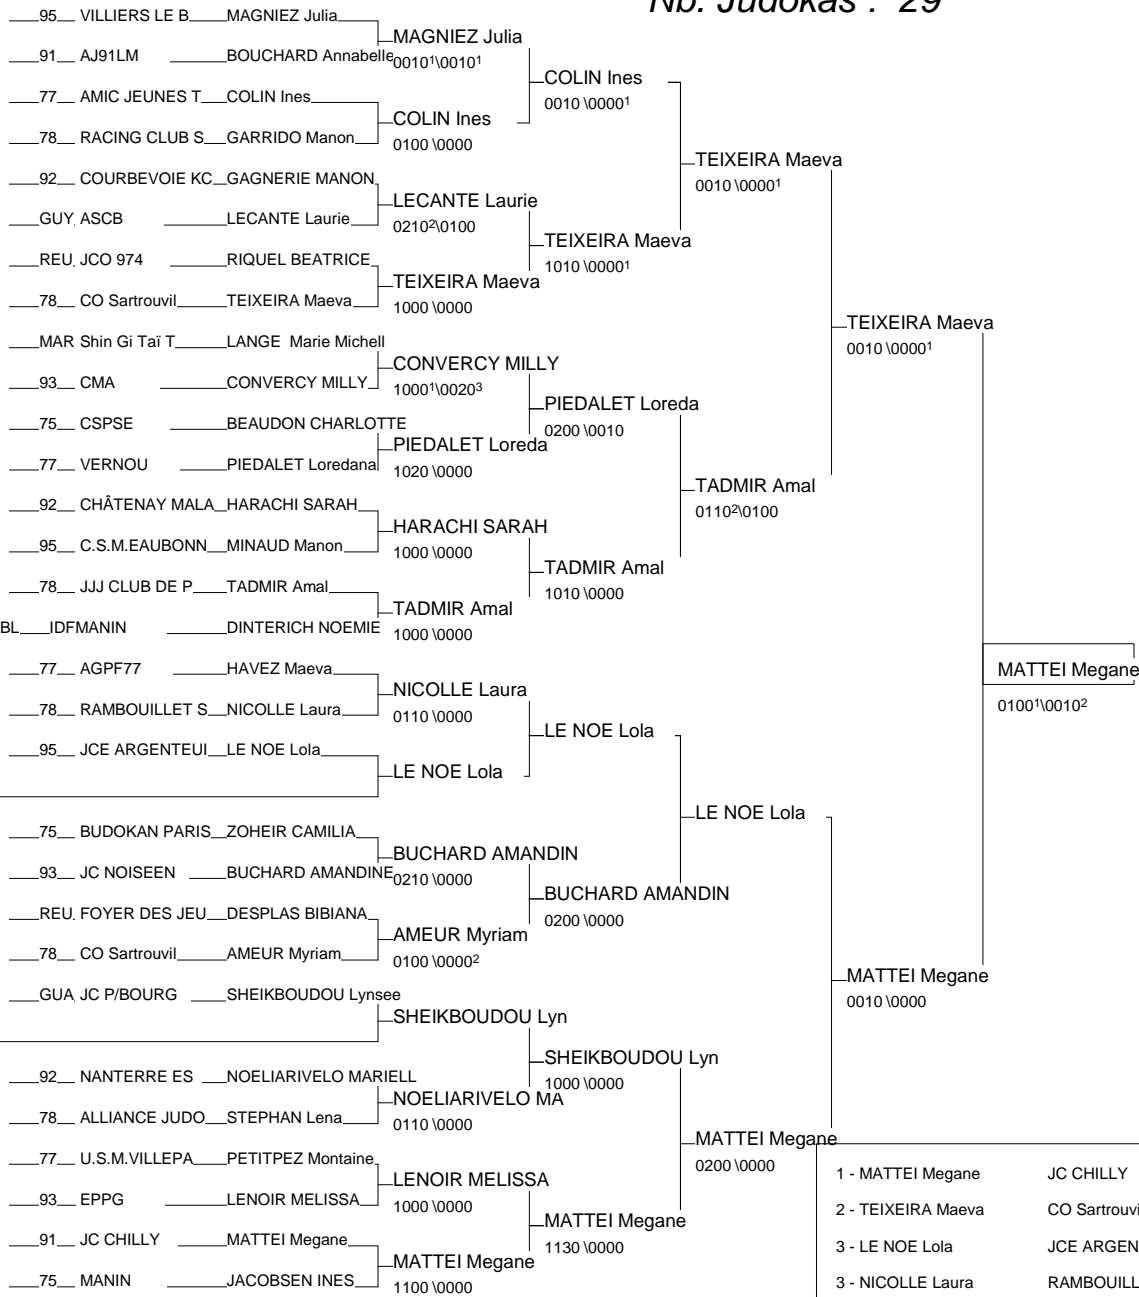 Nb. Judokas : 29
95 VILLIERS LE B MAGNIEZ Julia
MAGNIEZ Julia
91 AJ91LM BOUCHARD Annabelle
0010¹\0010¹
COLIN Ines
77 AMIC JEUNES T COLIN Ines
0010 \0000¹
COLIN Ines
78 RACING CLUB S GARRIDO Manon
0100 \0000
TEIXEIRA Maeva
92 COURBEVOIE KC GAGNERIE MANON
0010 \0000¹
LECANTE Laurie
GUY ASCB LECANTE Laurie
0210²\0100
TEIXEIRA Maeva
REU JCO 974 RIQUEL BEATRICE
1010 \0000¹
TEIXEIRA Maeva
78 CO Sartrouvil TEIXEIRA Maeva
1000 \0000
TEIXEIRA Maeva
MAR Shin Gi Taï T LANGE Marie Michell
0010 \0000¹
CONVERCY MILLY
93 CMA CONVERCY MILLY
1000¹\0020³
PIEDALET Loreda
75 CSPSE BEAUDON CHARLOTTE
0200 \0010
PIEDALET Loreda
77 VERNOU PIEDALET Loredana
1020 \0000
TADMIR Amal
92 CHÂTENAY MALA HARACHI SARAH
0110²\0100
HARACHI SARAH
95 C.S.M.EAUBONN MINAUD Manon
1000 \0000
TADMIR Amal
78 JJJ CLUB DE P TADMIR Amal
1010 \0000
TADMIR Amal
BL IDFMANIN DINTERICH NOEMIE
1000 \0000
77 AGPF77 HAVEZ Maeva
MATTEI Megane
NICOLLE Laura
0100¹\0010²
78 RAMBOUILLET S NICOLLE Laura
0110 \0000
LE NOE Lola
95 JCE ARGENTEUI LE NOE Lola
LE NOE Lola
LE NOE Lola
75 BUDOKAN PARIS ZOHEIR CAMILIA
BUCHARD AMANDIN
93 JC NOISEEN BUCHARD AMANDINE
0210 \0000
BUCHARD AMANDIN
REU FOYER DES JEU DESPLAS BIBIANA
0200 \0000
AMEUR Myriam
78 CO Sartrouvil AMEUR Myriam
0100 \0000²
MATTEI Megane
GUA JC P/BOURG SHEIKBOUDOU Lynsee
0010 \0000
SHEIKBOUDOU Lyn
SHEIKBOUDOU Lyn
92 NANTERRE ES NOELIARIVELO MARIELL
1000 \0000
NOELIARIVELO MA
78 ALLIANCE JUDO STEPHAN Lena
0110 \0000
MATTEI Megane
77 U.S.M.VILLEPA PETITPEZ Montaine
0200 \0000
LENOIR MELISSA
93 EPPG LENOIR MELISSA
1000 \0000
MATTEI Megane
91 JC CHILLY MATTEI Megane
1130 \0000
MATTEI Megane
75 MANIN JACOBSEN INES
1100 \0000
1 - MATTEI Megane JC CHILLY
2 - TEIXEIRA Maeva CO Sartrouvi
3 - LE NOE Lola JCE ARGEN
3 - NICOLLE Laura RAMBOUILL